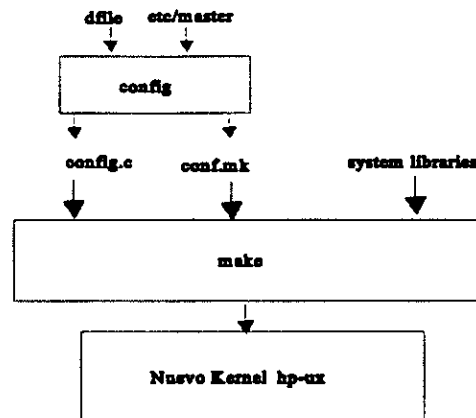 dfile etc/master
config
config.c conf.mk system libraries
make
Nuevo Kernel hp-ux